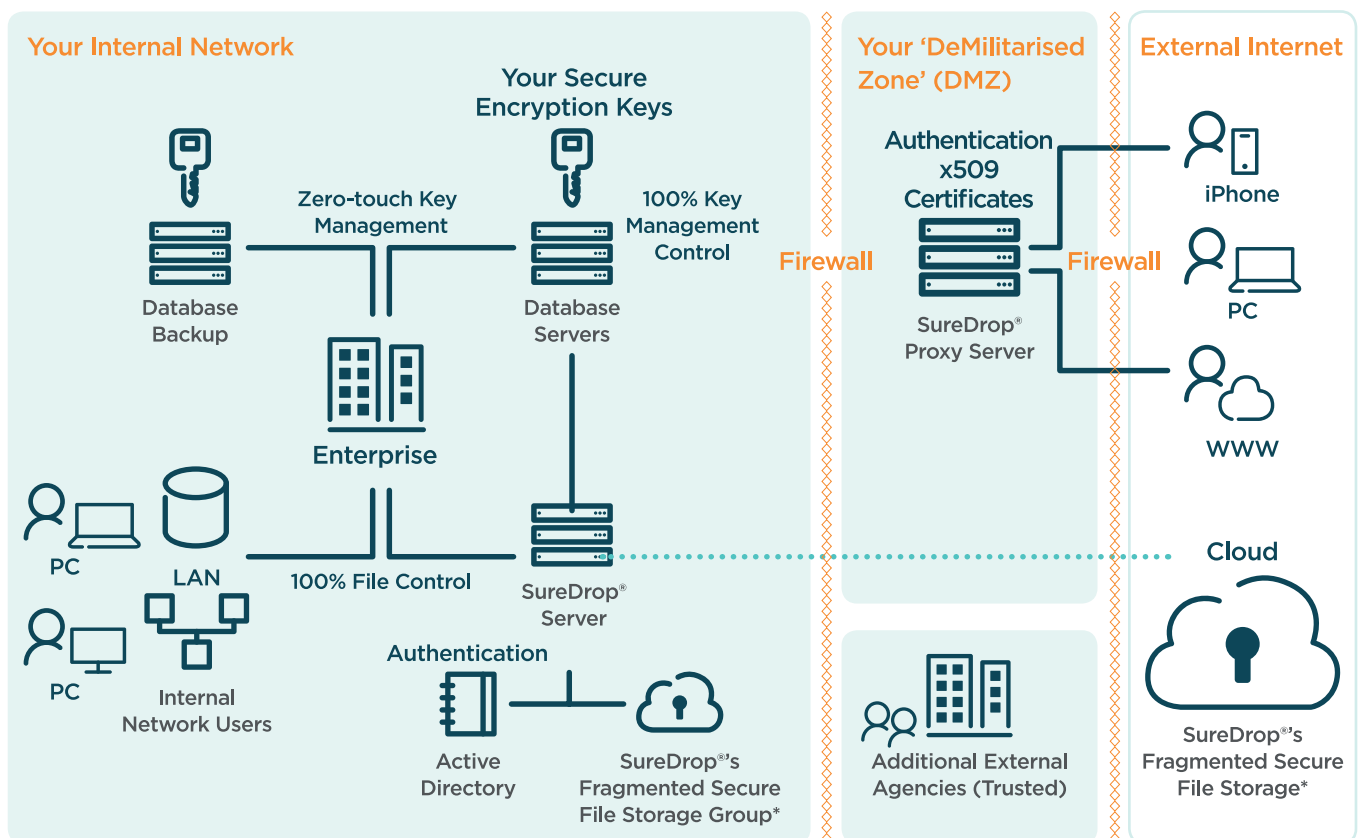 Your Internal Network
Your Secure
Encryption Keys
Zero-touch Key
Management
100% Key
Management
Control
Database
Backup
Database
Servers
Enterprise
PC
LAN
100% File Control
SureDrop®
Server
PC
Internal
Network Users
Authentication
Active
Directory
SureDrop®'s
Fragmented Secure
File Storage Group*
Firewall
Your ‘DeMilitarised
Zone’ (DMZ)
Authentication
x509
Certificates
SureDrop®
Proxy Server
Additional External
Agencies (Trusted)
Firewall
External Internet
iPhone
PC
WWW
Cloud
SureDrop®'s
Fragmented Secure
File Storage*